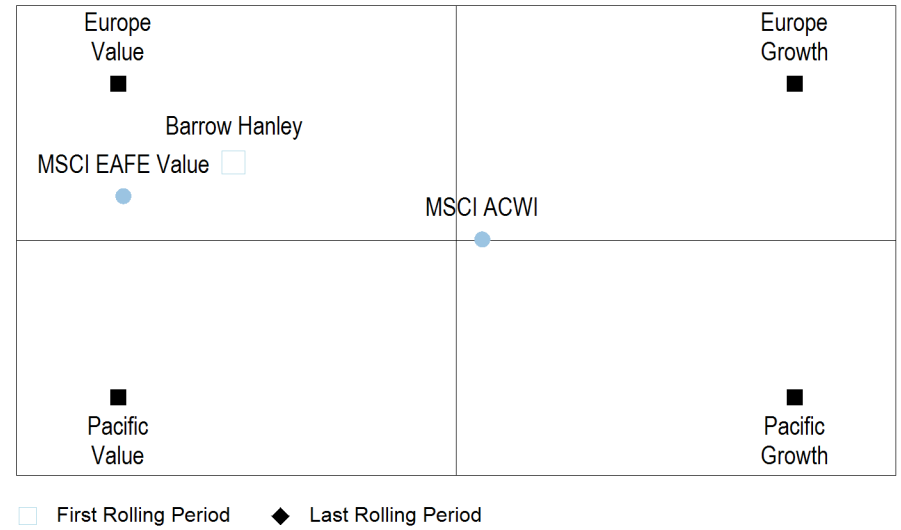 Europe
Value
Europe
Growth
Barrow Hanley
MSCI EAFE Value
MSCI ACWI
Pacific
Value
Pacific
Growth
First Rolling Period
Last Rolling Period